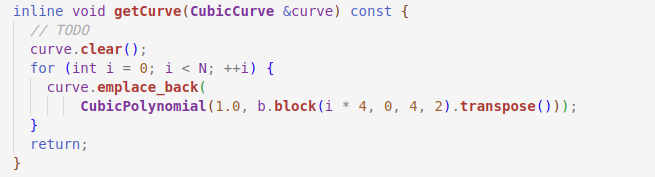 inline void getCurve(CubicCurve &curve) const {
// TODO
curve.clear();
for (int i = 0; i < N; ++i) {
curve.emplace_back(
CubicPolynomial(1.0, b.block(i * 4, 0, 4, 2).transpose()));
}
return;
}